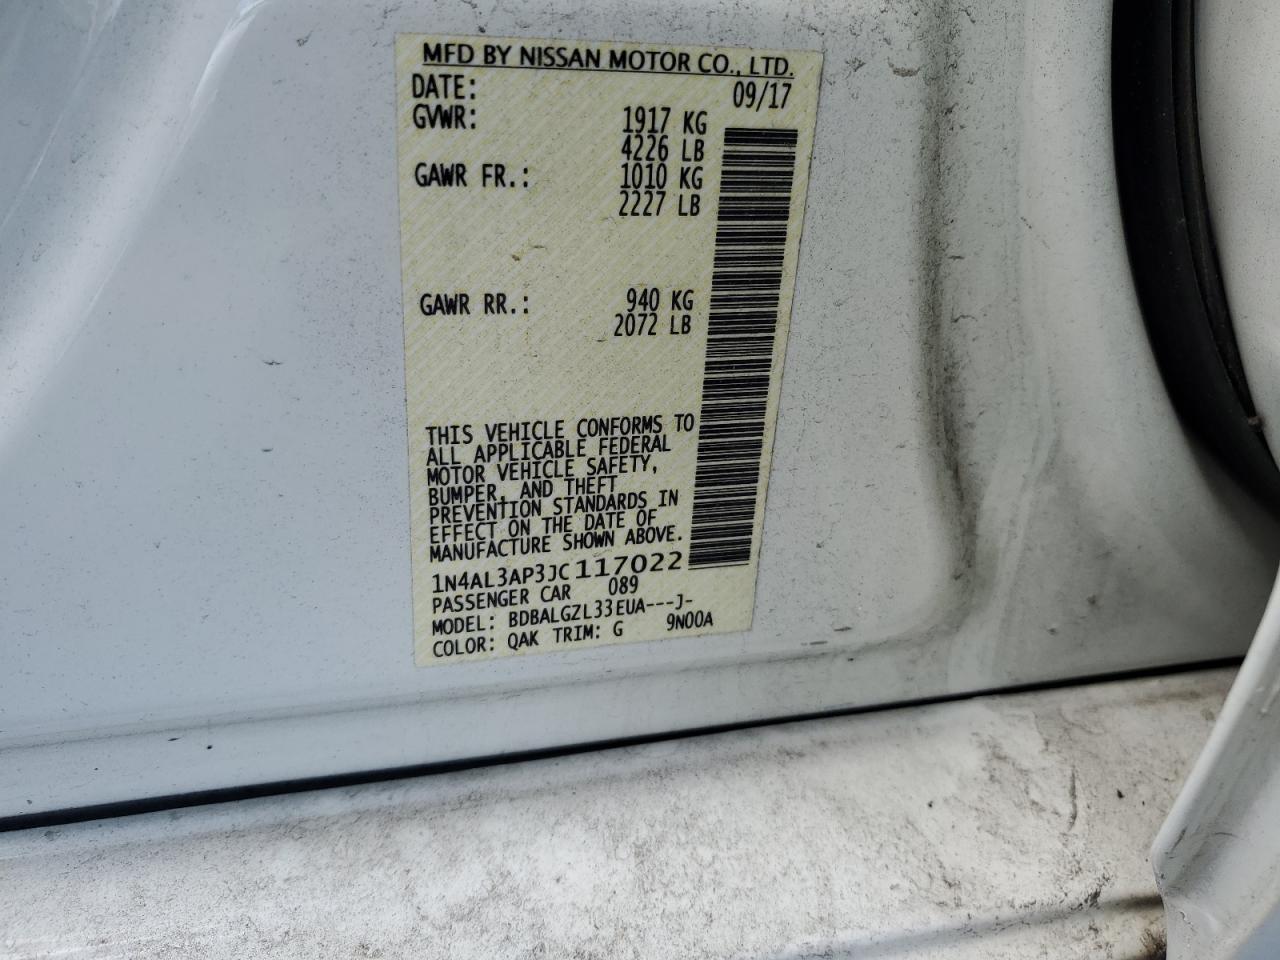 MFD BY NISSAN MOTOR CO., LTD.
DATE: 09/17
GVWR: 1917 KG
4226 LB
GAWR FR.: 1010 KG
2227 LB
GAWR RR.: 940 KG
2072 LB
THIS VEHICLE CONFORMS TO
ALL APPLICABLE FEDERAL
MOTOR VEHICLE SAFETY,
BUMPER, AND THEFT
PREVENTION STANDARDS IN
EFFECT ON THE DATE OF
MANUFACTURE SHOWN ABOVE.
1N4AL3AP3JC117022
PASSENGER CAR 089
MODEL: BDBALGZL33EUA---J-
COLOR: QAK TRIM: G 9N00A